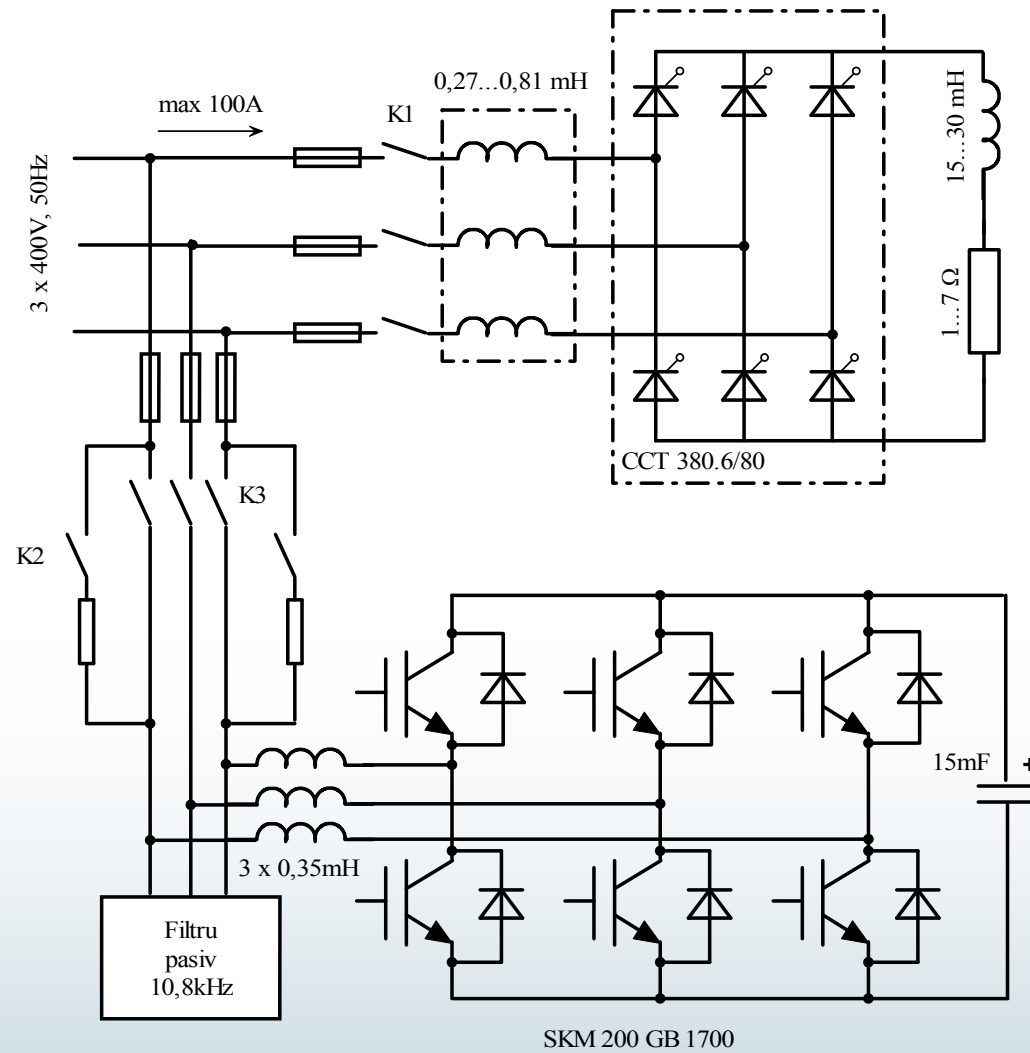 0,27...0,81 mH
max 100A
K1
3 x 400V, 50Hz
15...30 mH
1...7 Ω
CCT 380.6/80
K3
K2
15mF
+
3 x 0,35mH
Filtru
pasiv
10,8kHz
SKM 200 GB 1700